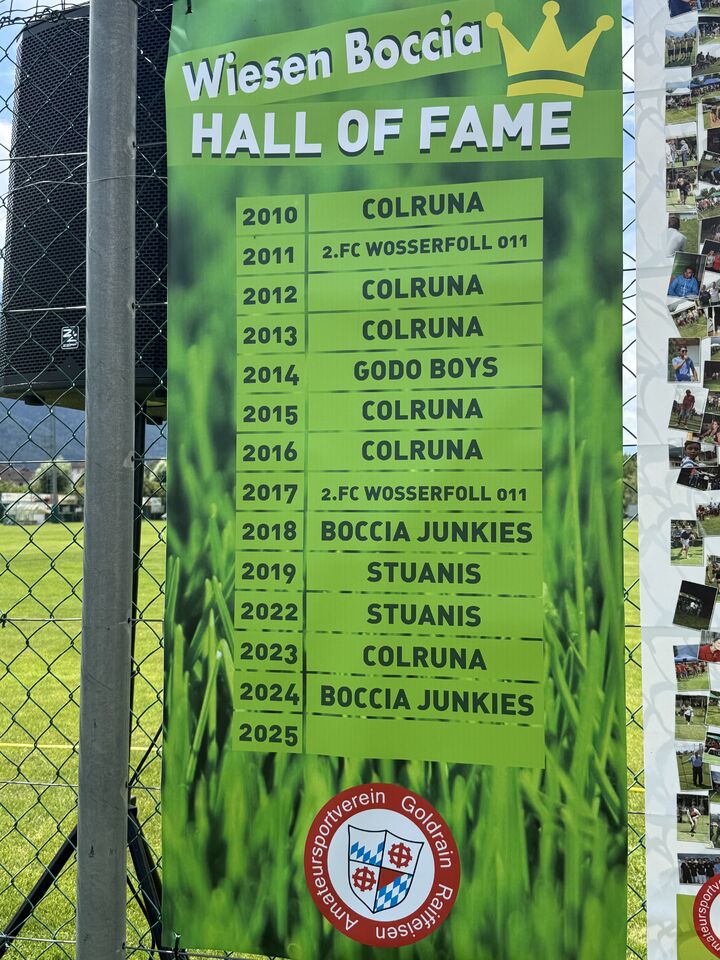 Wiesen Boccia
HALL OF FAME
2010 COLRUNA
2011 2.FC WOSSERFOLL 011
2012 COLRUNA
2013 COLRUNA
2014 GODO BOYS
2015 COLRUNA
2016 COLRUNA
2017 2.FC WOSSERFOLL 011
2018 BOCCIA JUNKIES
2019 STUANIS
2022 STUANIS
2023 COLRUNA
2024 BOCCIA JUNKIES
2025
Amateursportverein Goldrain Raiffeisen
Amateursportv